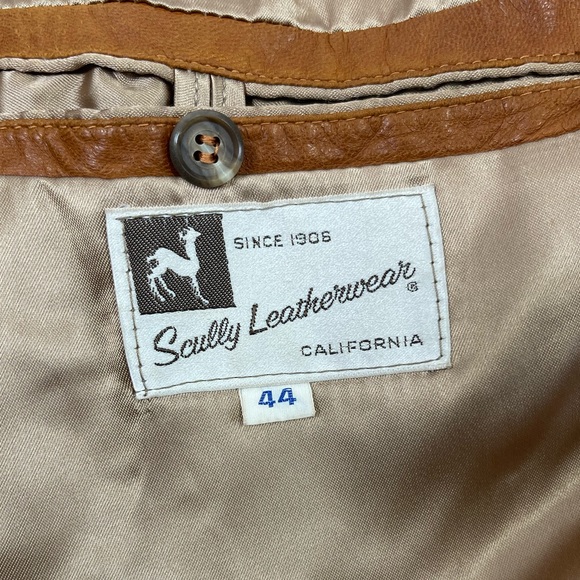 SINCE 1906
Scully Leatherwear ®
CALIFORNIA
44